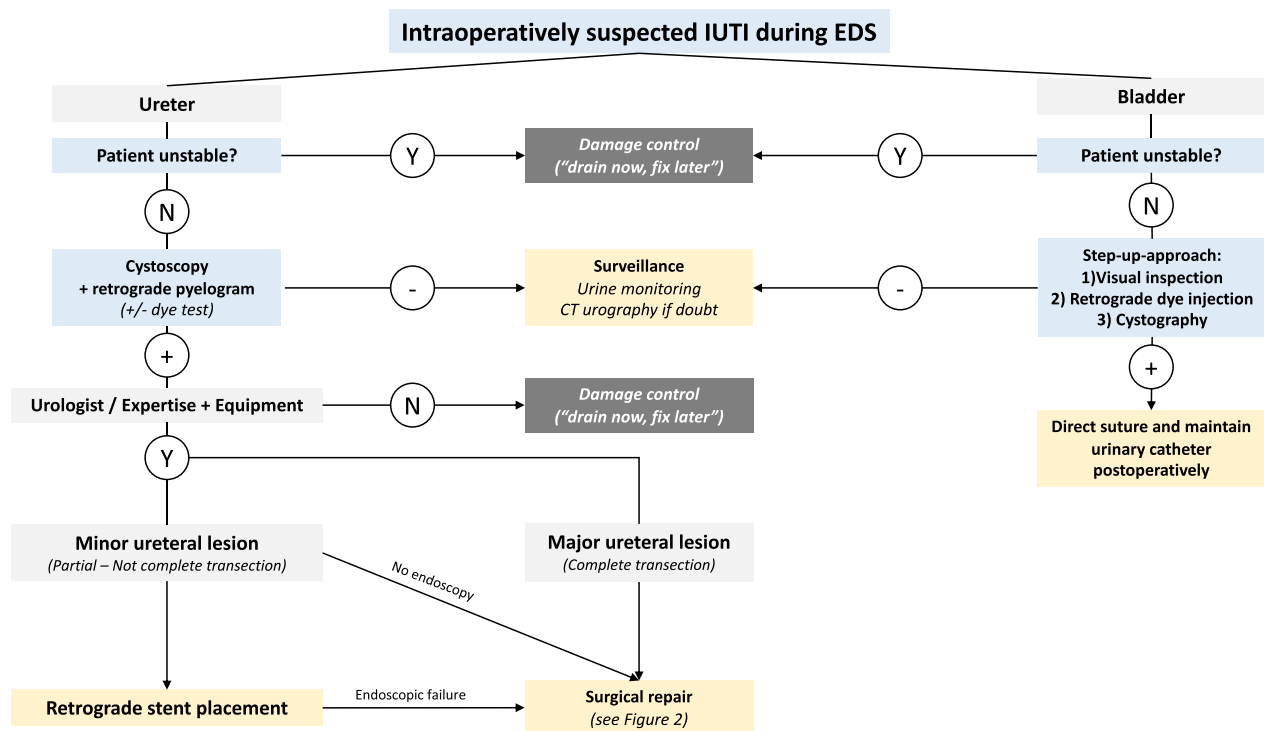 Intraoperatively suspected IUTI during EDS
Ureter
Bladder
Patient unstable?
Y
Damage control
("drain now, fix later")
Y
Patient unstable?
N
N
Cystoscopy
+ retrograde pyelogram
(+/- dye test)
-
Surveillance
Urine monitoring
CT urography if doubt
-
Step-up-approach:
1)Visual inspection
2) Retrograde dye injection
3) Cystography
+
+
Urologist / Expertise + Equipment
N
Damage control
("drain now, fix later")
Direct suture and maintain
urinary catheter
postoperatively
Y
Minor ureteral lesion
(Partial – Not complete transection)
Major ureteral lesion
(Complete transection)
No endoscopy
Retrograde stent placement
Endoscopic failure
Surgical repair
(see Figure 2)